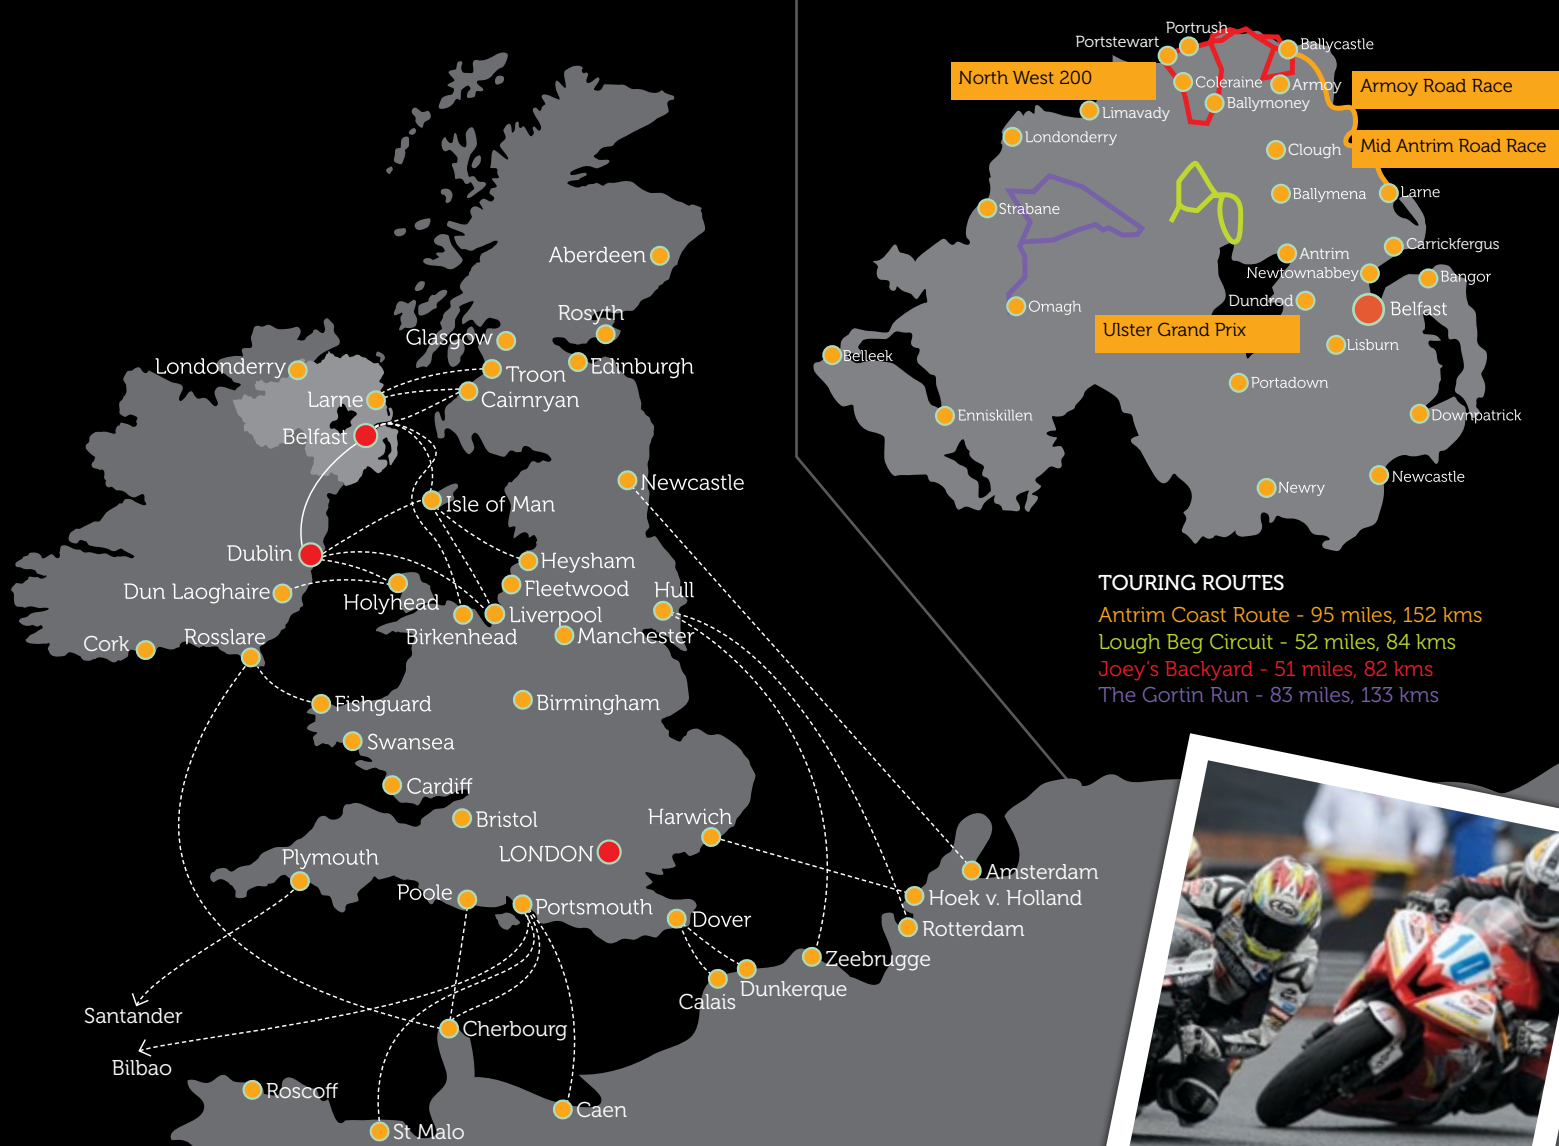 Aberdeen
Rosyth
Glasgow
Edinburgh
Troon
Cairnryan
Londonderry
Larne
Belfast
Newcastle
Isle of Man
Dublin
Heysham
Dun Laoghaire
Holyhead
Fleetwood
Hull
Liverpool
Birkenhead
Manchester
Cork
Rosslare
Fishguard
Birmingham
Swansea
Cardiff
Bristol
Harwich
LONDON
Plymouth
Poole
Portsmouth
Dover
Amsterdam
Hoek v. Holland
Rotterdam
Zeebrugge
Dunkerque
Calais
Santander
Cherbourg
Bilbao
Roscoff
Caen
St Malo
Portrush
Portstewart
Ballycastle
North West 200
Coleraine
Armoy
Armoy Road Race
Ballymoney
Limavady
Londonderry
Clough
Mid Antrim Road Race
Ballymena
Larne
Strabane
Carrickfergus
Antrim
Newtownabbey
Bangor
Dundrod
Omagh
Belfast
Ulster Grand Prix
Lisburn
Belleek
Portadown
Enniskillen
Downpatrick
Newcastle
Newry
TOURING ROUTES
Antrim Coast Route - 95 miles, 152 kms
Lough Beg Circuit - 52 miles, 84 kms
Joey's Backyard - 51 miles, 82 kms
The Gortin Run - 83 miles, 133 kms
10